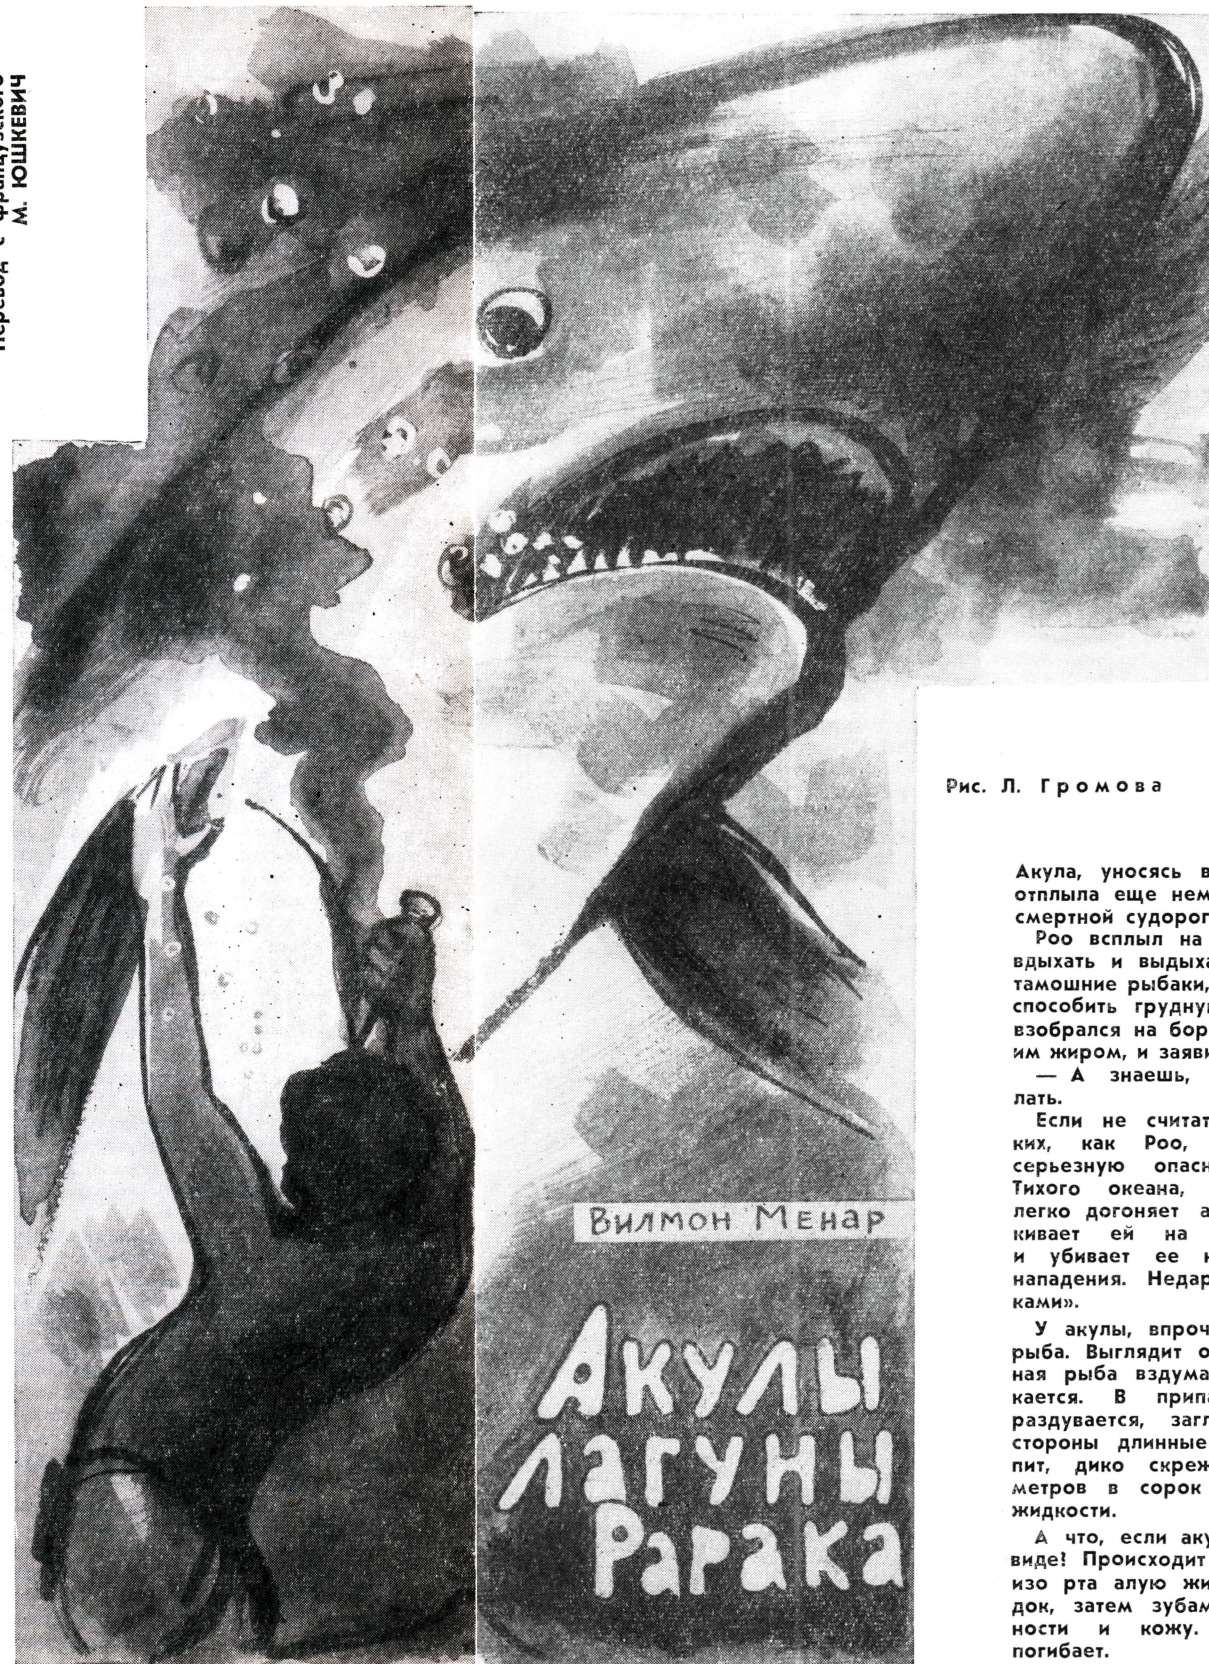 Перевод с французского
М. ЮШКЕВИЧ
Рис. Л. Громова
ВИЛМОН МЕНАР
АКУЛЫ
ЛАГУНЫ
РАРАКА
Акула, уносясь в
отплыла еще нем
смертной судорог
Роо всплыл на
вдыхать и выдыха
тамошние рыбаки,
способить грудну
взобрался на бор
им жиром, и заяв
— А знаешь,
лать.
Если не считат
ких, как Роо,
серьезную опасн
Тихого океана,
легко догоняет а
кивает ей на
и убивает ее
нападения. Недар
ками».
У акулы, впроч
рыба. Выглядит о
ная рыба вздума
кается. В прип
раздувается, загл
стороны длинные
пит, дико скреж
метров в сорок
жидкости.
А что, если аку
виде! Происходит
изо рта алую жи
док, затем зубам
ности и кожу.
погибает.